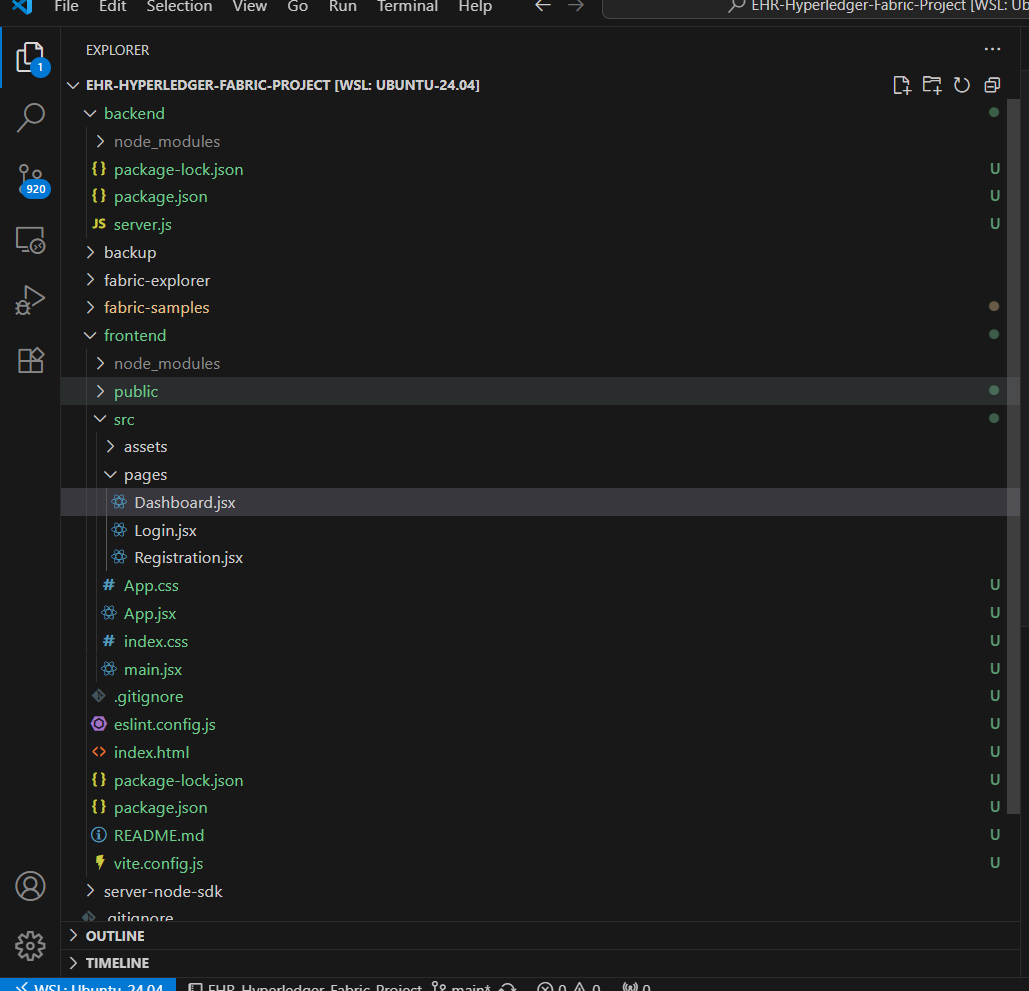 File Edit Selection View Go Run Terminal Help EHR-Hyperledger-Fabric-Project [WSL: Ub
EXPLORER
1
EHR-HYPERLEDGER-FABRIC-PROJECT [WSL: UBUNTU-24.04]
backend
node_modules
{} package-lock.json U
920
{} package.json U
JS server.js U
backup
fabric-explorer
fabric-samples
frontend
node_modules
public
src
assets
pages
Dashboard.jsx
Login.jsx
Registration.jsx
# App.css U
App.jsx U
# index.css U
main.jsx U
.gitignore U
eslint.config.js U
<> index.html U
{} package-lock.json U
{} package.json U
README.md U
vite.config.js U
server-node-sdk
.gitignore
OUTLINE
TIMELINE
WSL: Ubuntu-24.04 EHR-Hyperledger-Fabric-Project main* 0 0 0